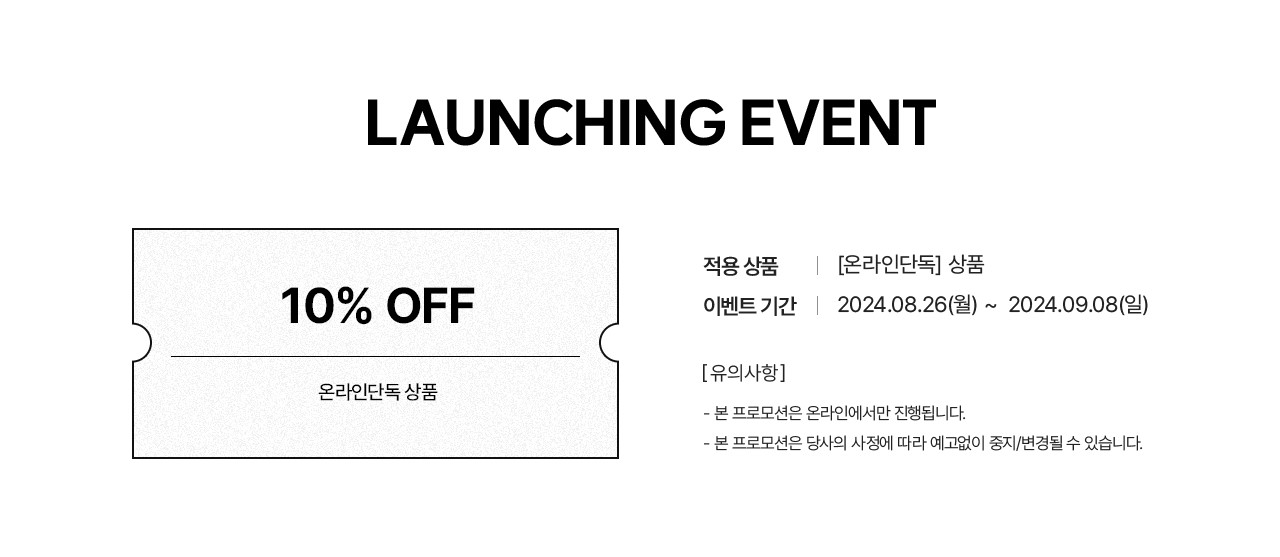 LAUNCHING EVENT
10% OFF
온라인단독 상품
적용 상품 | [온라인단독] 상품
이벤트 기간 | 2024.08.26(월) ~ 2024.09.08(일)
[유의사항]
- 본 프로모션은 온라인에서만 진행됩니다.
- 본 프로모션은 당사의 사정에 따라 예고없이 중지/변경될 수 있습니다.